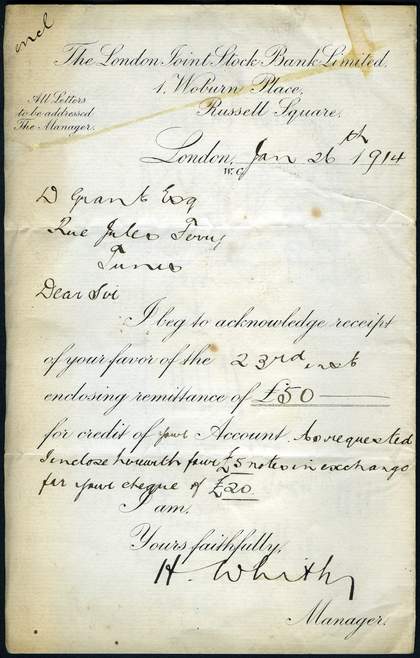 encl
The London Joint Stock Bank Limited.
1, Woburn Place,
Russell Square,
All Letters
to be addressed
The Manager.
London, Jan 26th 1914
W.C.
D Grant Esq
Rue Jules Ferry
Tunis
Dear Sir
I beg to acknowledge receipt
of your favor of the 23rd inst
enclosing remittance of £50
for credit of your Account. As requested
I enclose herewith four £5 notes in exchange
for your cheque of £20
I am,
Yours faithfully,
H. Whitby
Manager.